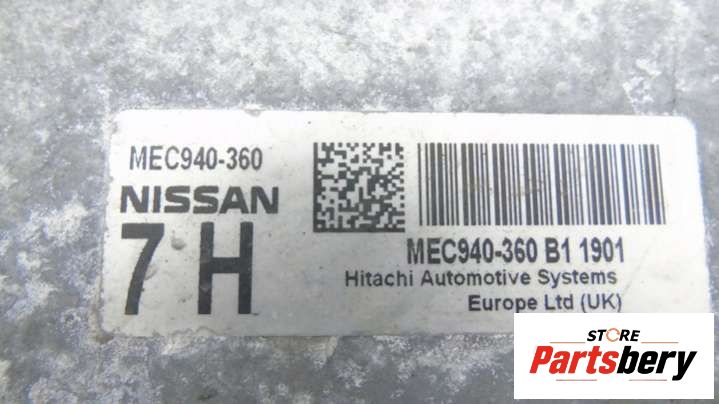 MEC940-360
NISSAN
7 H
MEC940-360 B1 1901
Hitachi Automotive Systems
Europe Ltd (UK)
STORE
Partsbery